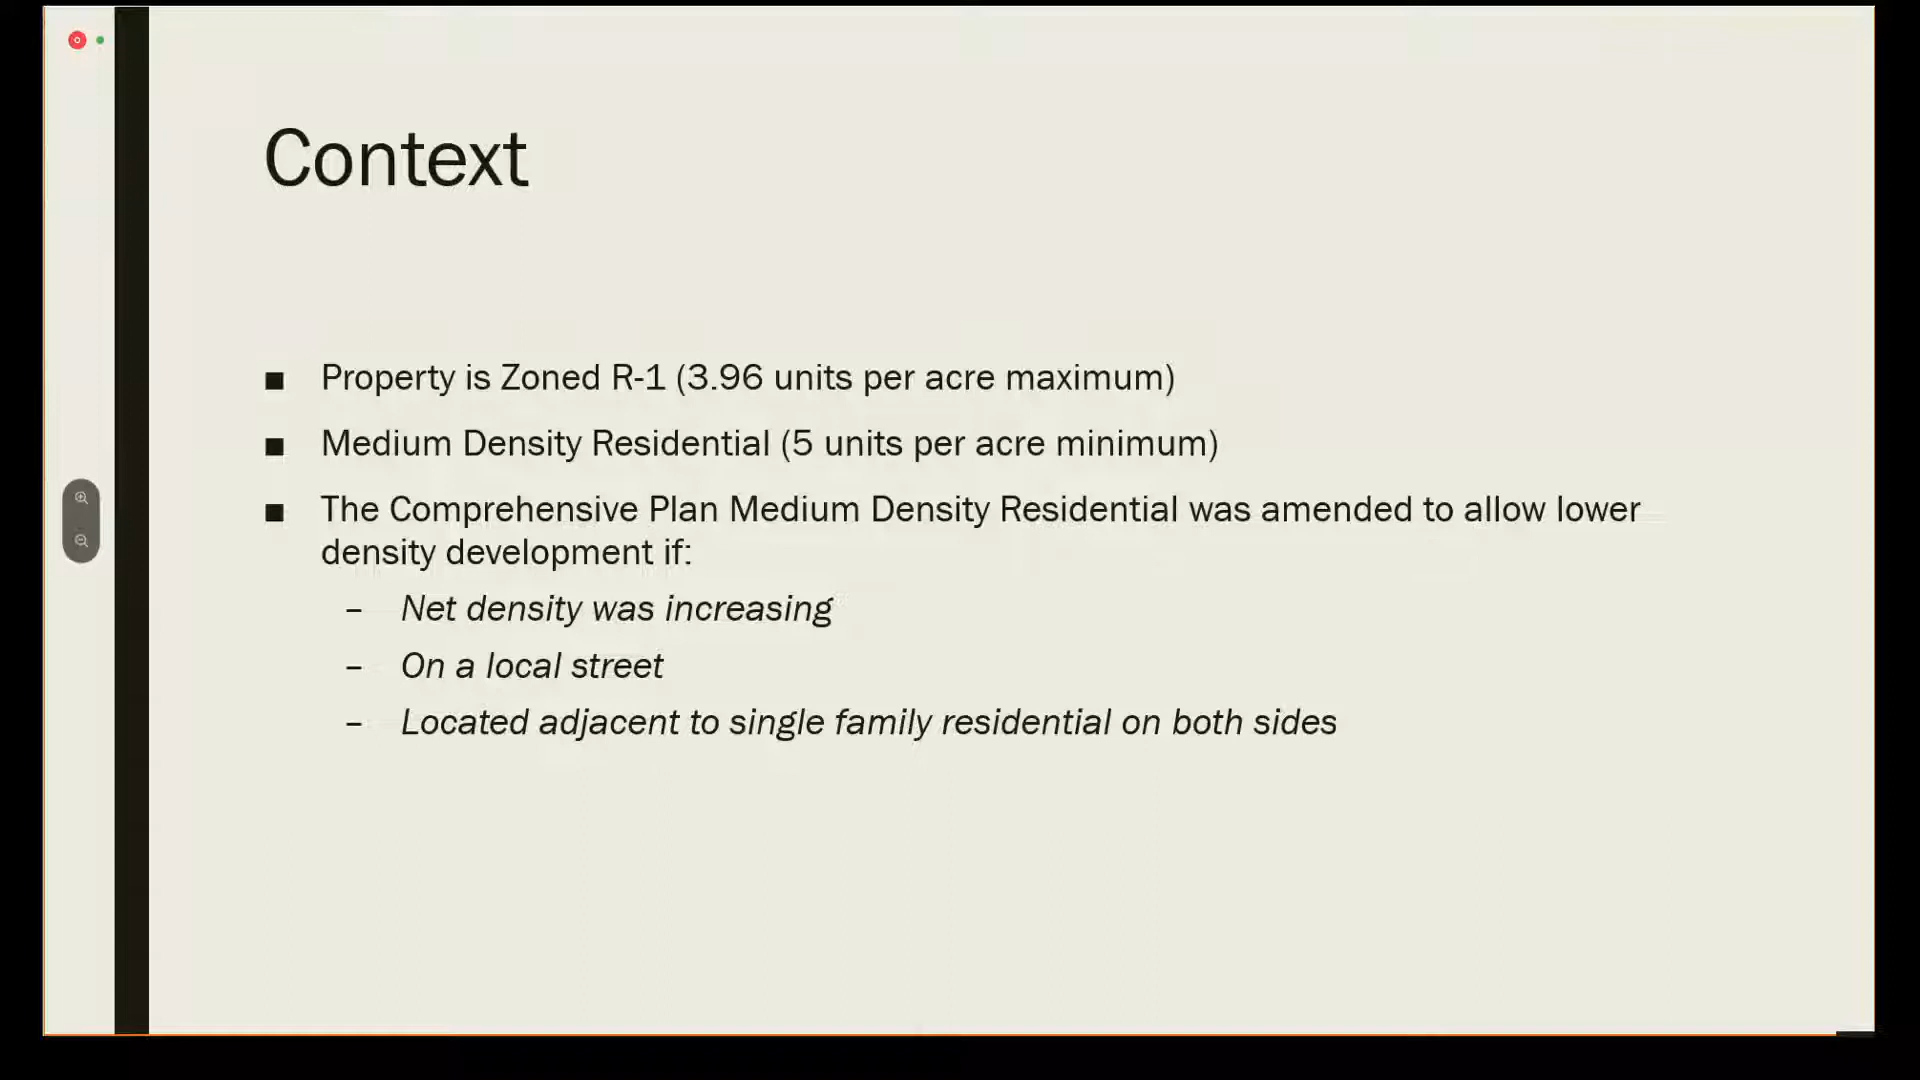 Context
■ Property is Zoned R-1 (3.96 units per acre maximum)
■ Medium Density Residential (5 units per acre minimum)
■ The Comprehensive Plan Medium Density Residential was amended to allow lower
density development if:
– Net density was increasing
– On a local street
– Located adjacent to single family residential on both sides